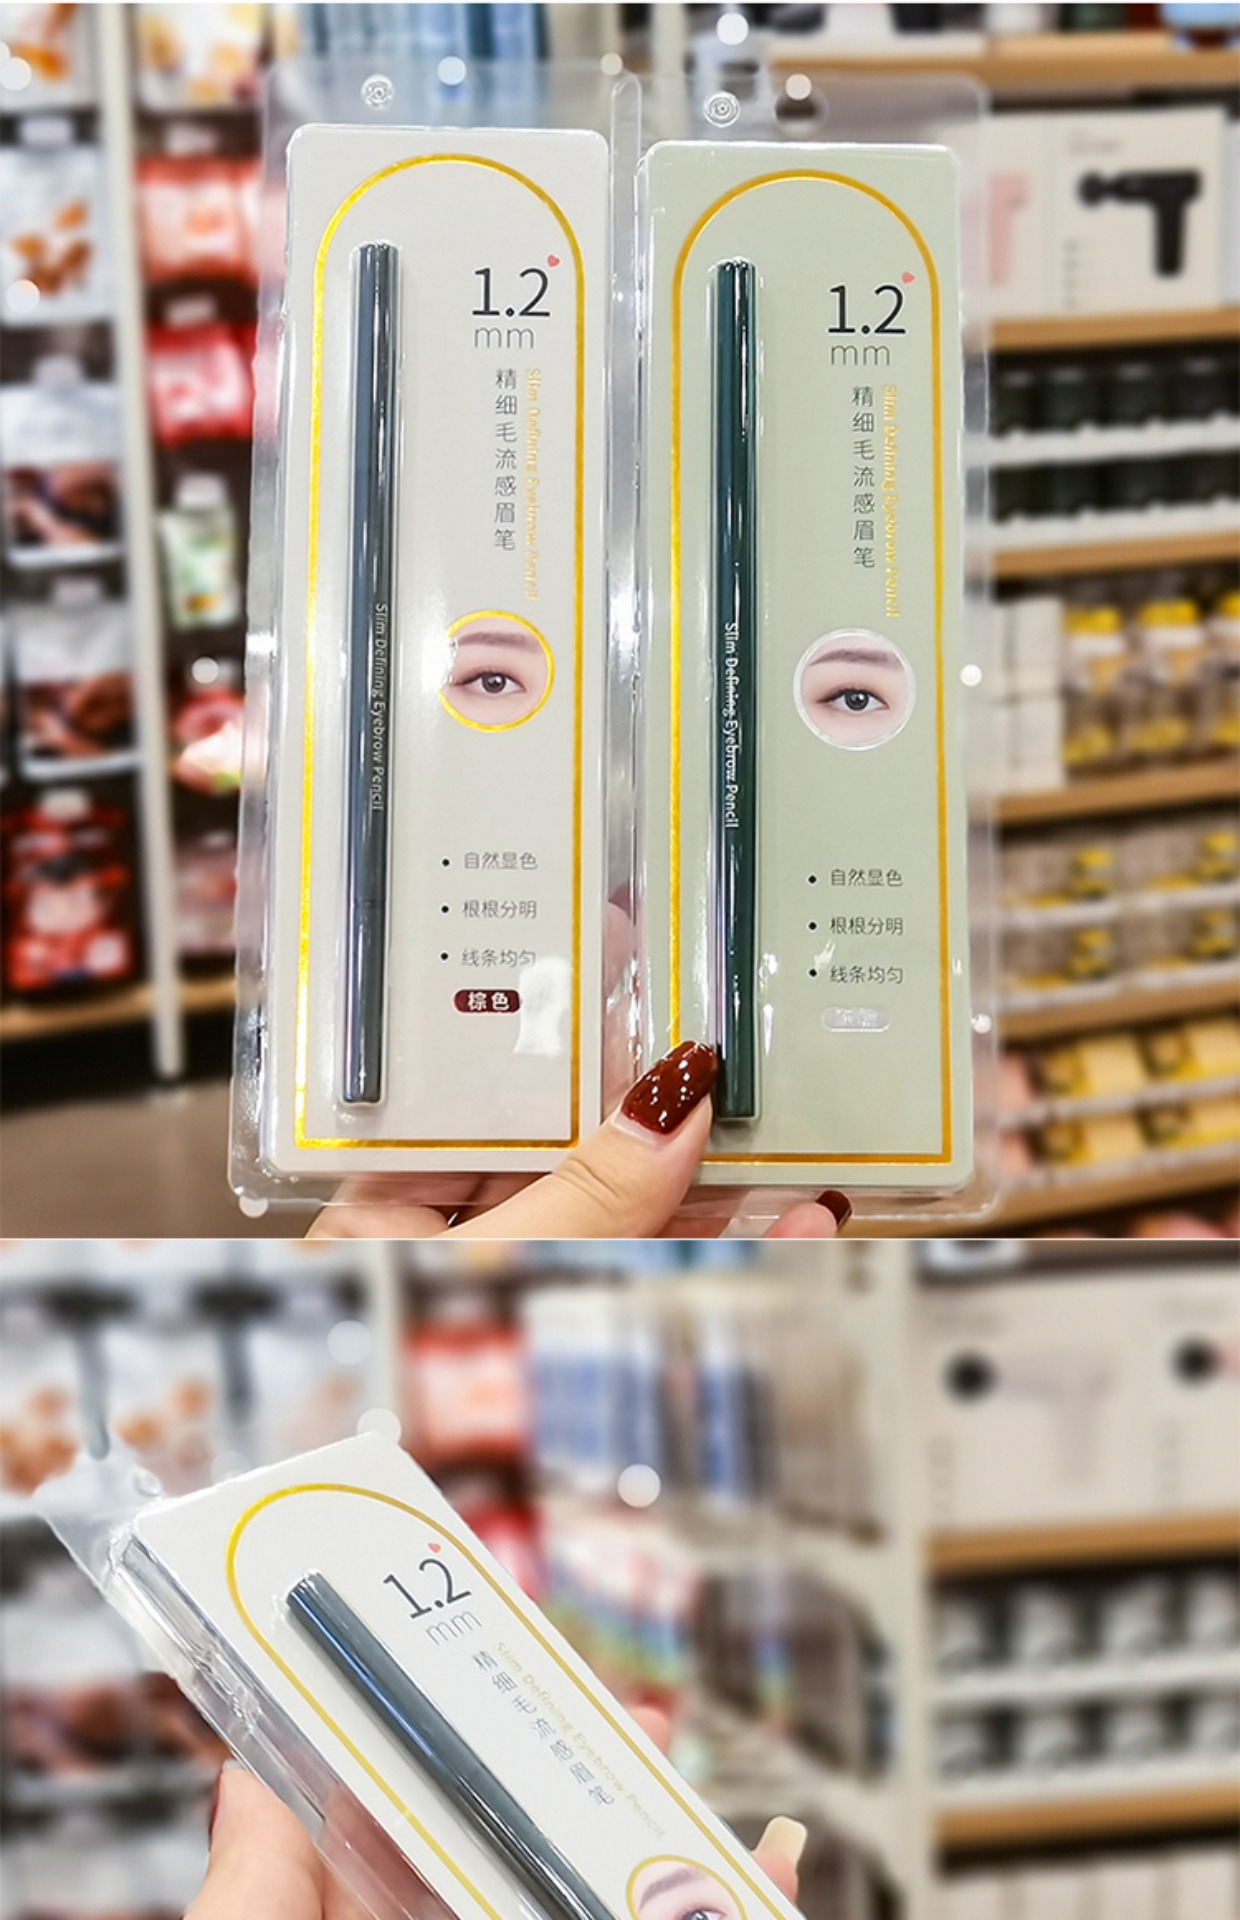 1.2
mm
精细毛流感眉笔
Slim Defining Eyebrow Pencil
Slim Defining Eyebrow Pencil
自然显色
根根分明
线条均匀
棕色
1.2
mm
精细毛流感眉笔
Slim Defining Eyebrow Pencil
Slim Defining Eyebrow Pencil
自然显色
根根分明
线条均匀
1.2
mm
精细毛流感眉笔
Slim Defining Eyebrow Pencil